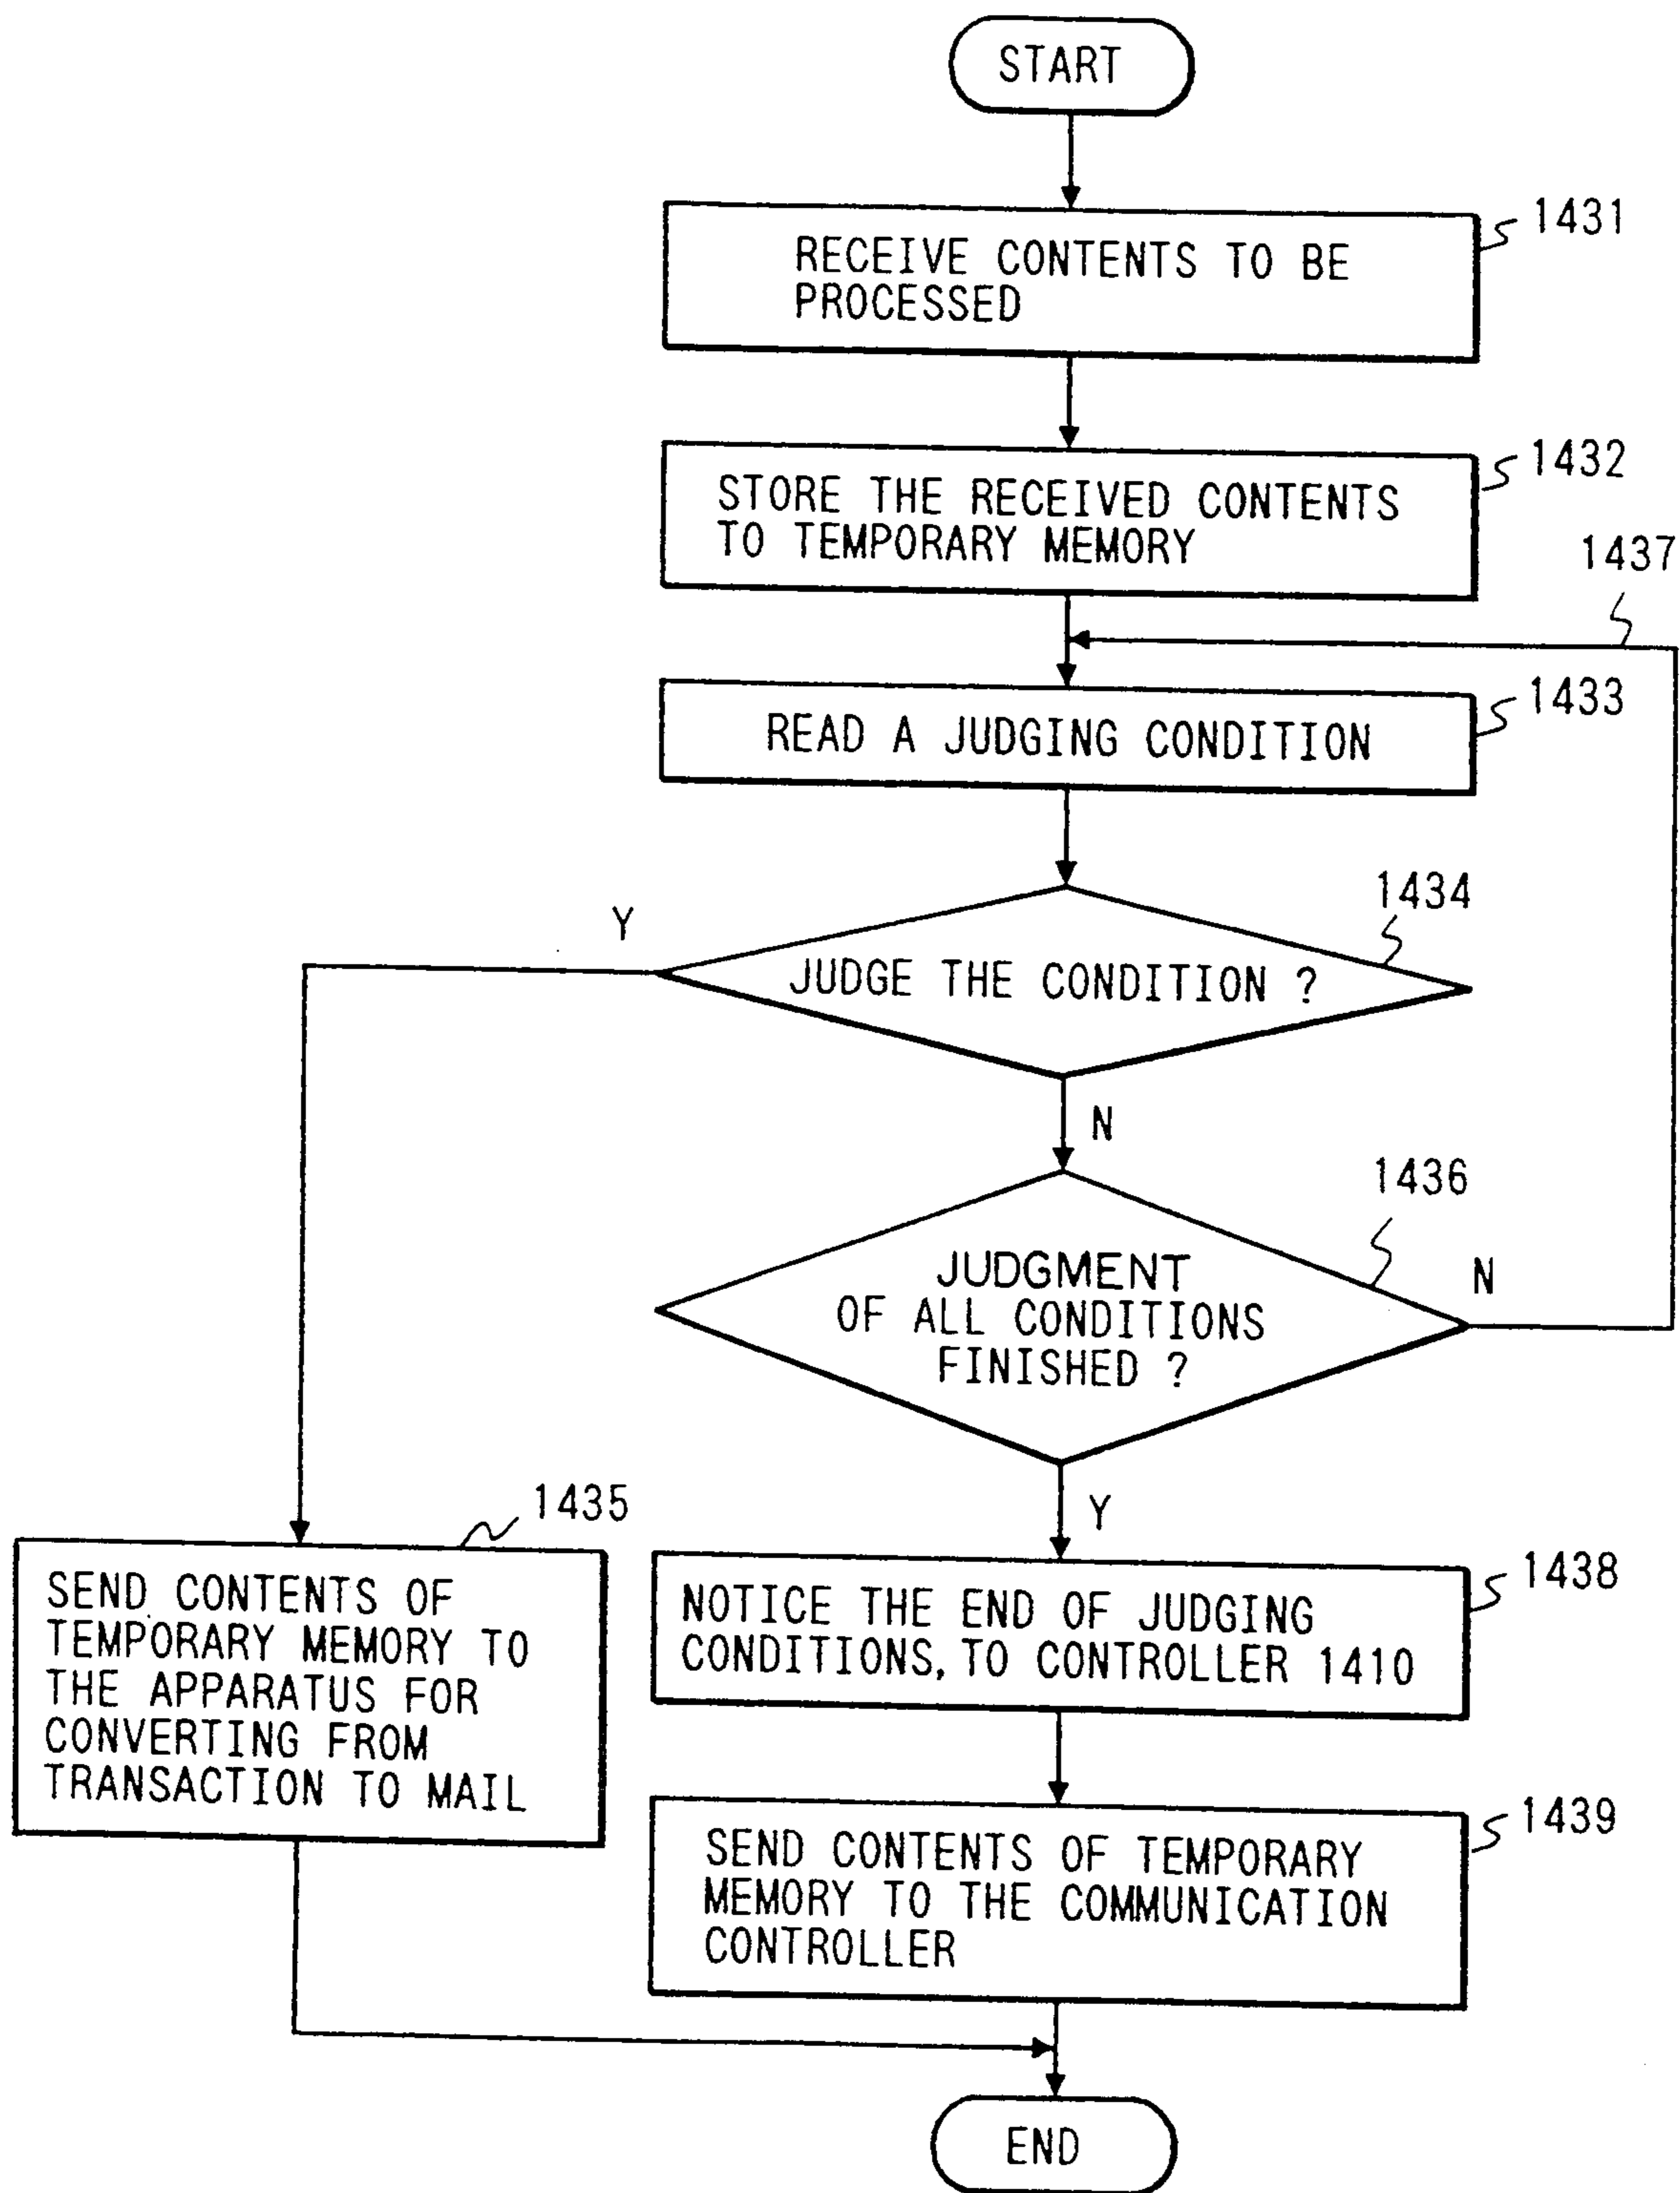 START
1431
RECEIVE CONTENTS TO BE
PROCESSED
1432
STORE THE RECEIVED CONTENTS
TO TEMPORARY MEMORY
1437
1433
READ A JUDGING CONDITION
1434
Y
JUDGE THE CONDITION ?
N
1436
JUDGMENT
OF ALL CONDITIONS
FINISHED ?
N
Y
1435
SEND CONTENTS OF
TEMPORARY MEMORY TO
THE APPARATUS FOR
CONVERTING FROM
TRANSACTION TO MAIL
1438
NOTICE THE END OF JUDGING
CONDITIONS, TO CONTROLLER 1410
1439
SEND CONTENTS OF TEMPORARY
MEMORY TO THE COMMUNICATION
CONTROLLER
END